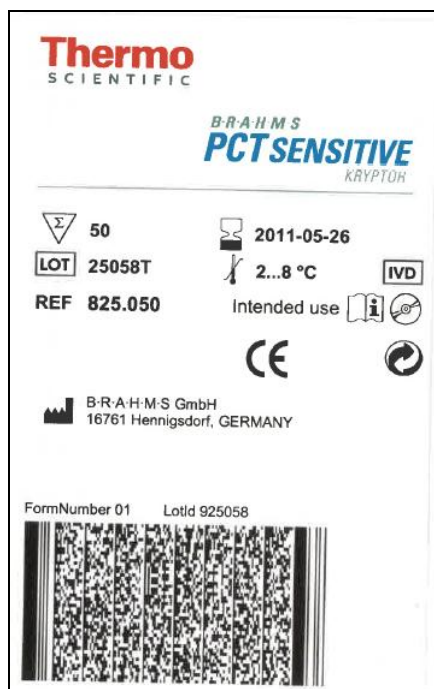 Thermo
SCIENTIFIC
B·R·A·H·M·S
PCT SENSITIVE
KRYPTOR
Σ 50
2011-05-26
LOT 25058T
2...8 °C
IVD
REF 825.050
Intended use i
CE
B·R·A·H·M·S GmbH
16761 Hennigsdorf, GERMANY
FormNumber 01 LotId 925058